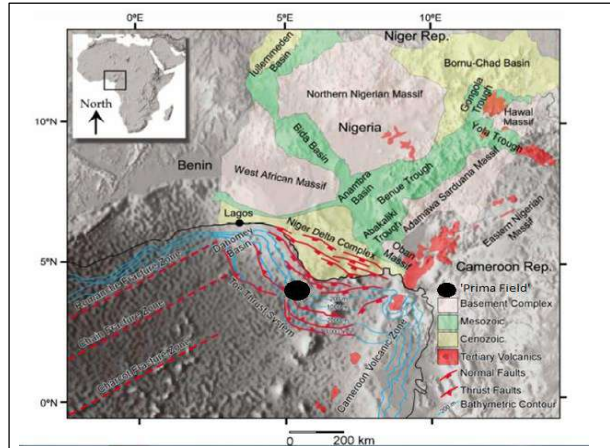 5°E
10°E
Niger Rep.
Iullemmeden
Basin
Bornu-Chad Basin
Northern Nigerian Massif
Gongola
Trough
Hawal
Massif
North
10°N
Nigeria
Bida Basin
Yola Trough
Benin
West African Massif
Anambra
Basin
Benue Trough
Adamawa Sarduana Massif
Abakaliki
Trough
Eastern Nigerian
Massif
Lagos
Niger Delta Complex
Oban
Massif
Dahomey
Basin
5°N
Cameroon Rep.
Chain Fracture Zone
Charcot Fracture Zone
Toe Thrust System
Cameroon Volcanic Zone
0°N
'Prima Field'
Basement Complex
Mesozoic
Cenozoic
Tertiary Volcanics
Normal Faults
Thrust Faults
Bathymetric Contour
0 200 km